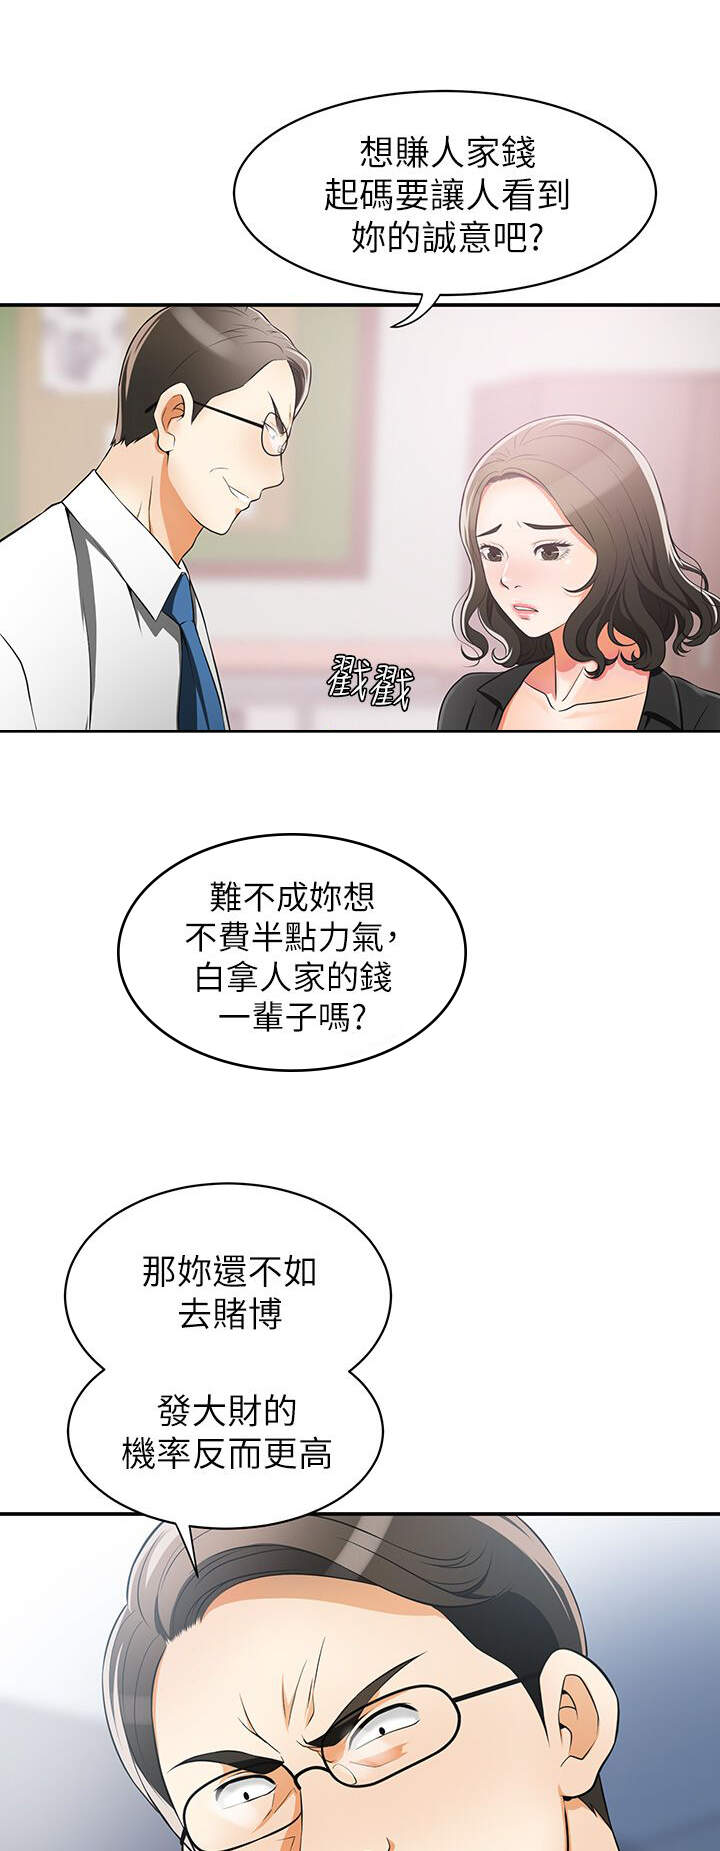 想賺人家錢
起碼要讓人看到
妳的誠意吧?
戳戳
難不成妳想
不費半點力氣，
白拿人家的錢
一輩子嗎?
那妳還不如
去賭博
發大財的
機率反而更高